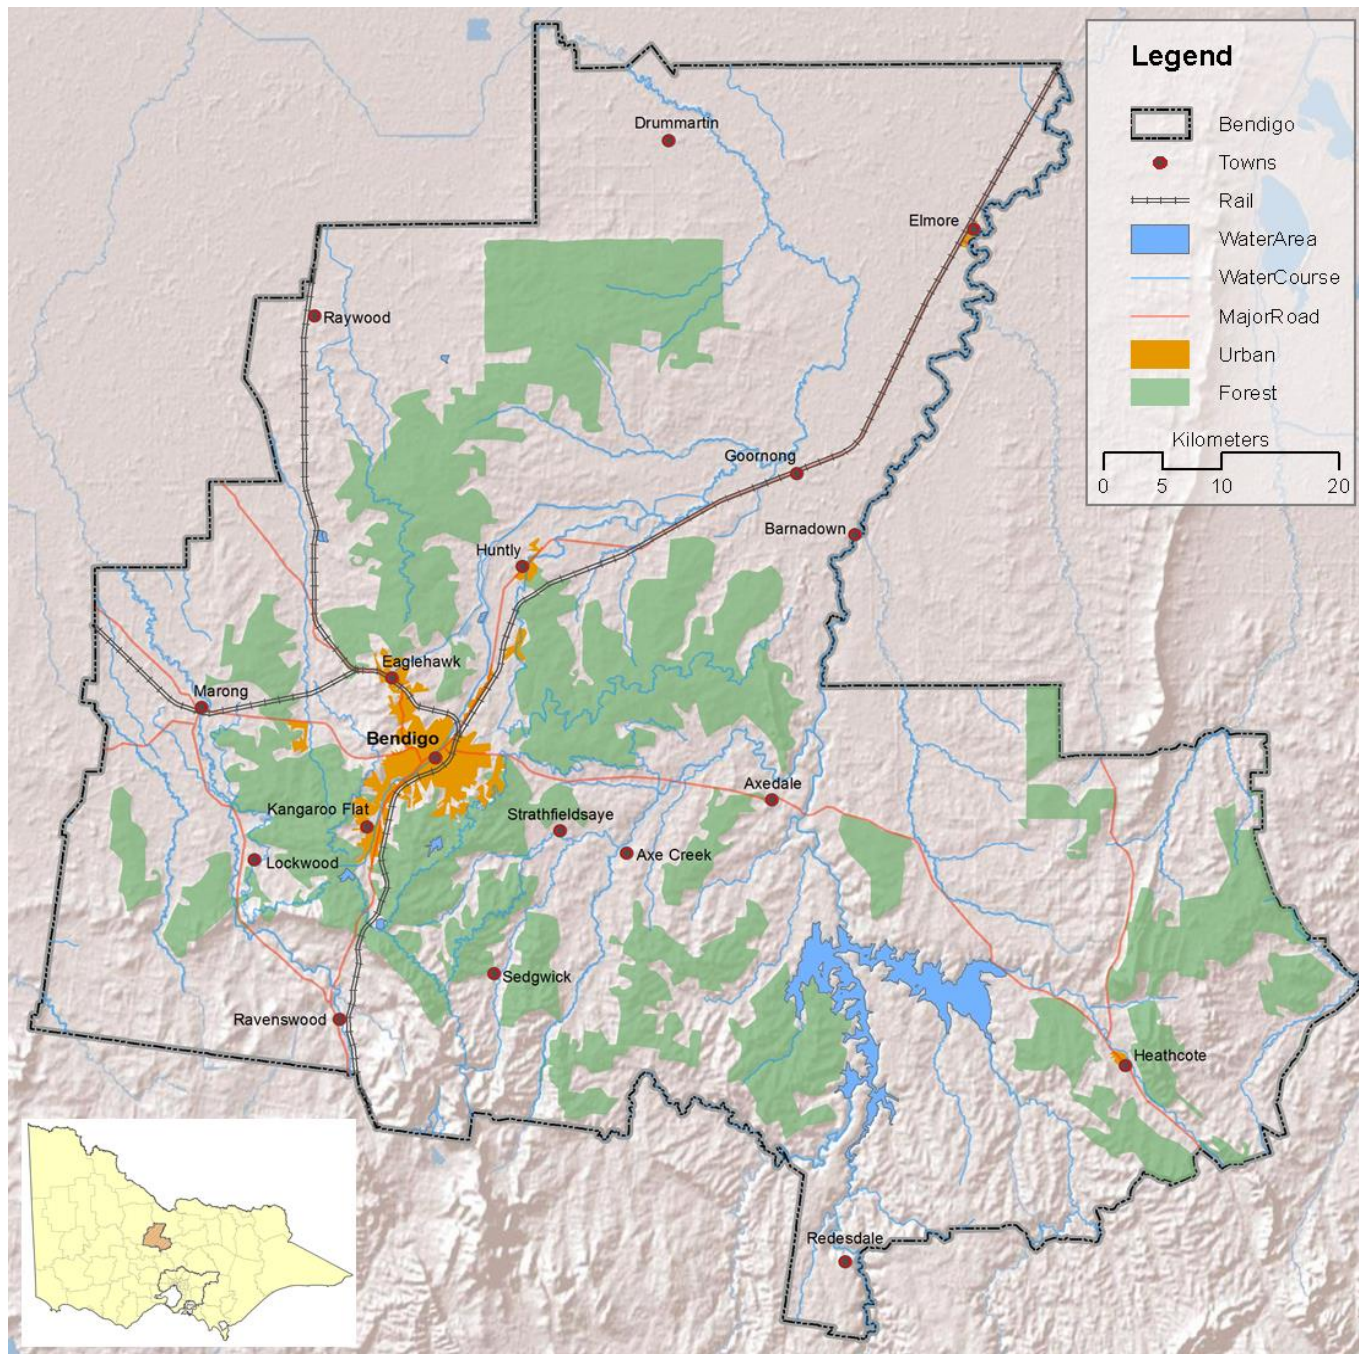 Legend
Bendigo
Towns
Rail
WaterArea
WaterCourse
MajorRoad
Urban
Forest
Kilometers
0 5 10 20
Drummartin
Elmore
Raywood
Goornong
Barnadown
Huntly
Eaglehawk
Marong
Bendigo
Axedale
Kangaroo Flat
Strathfieldsaye
Axe Creek
Lockwood
Sedgwick
Ravenswood
Heathcote
Redesdale